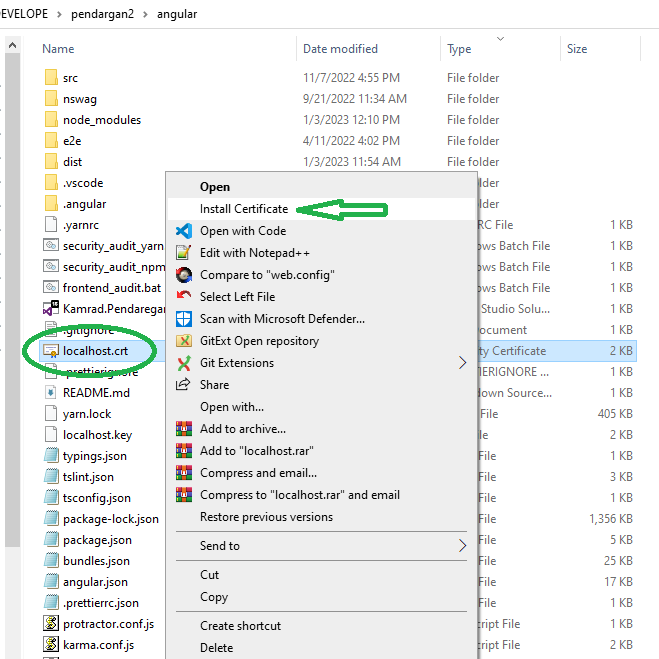 DEVELOPE > pendargan2 > angular
Name Date modified Type Size
src 11/7/2022 4:55 PM File folder
nswag 9/21/2022 11:34 AM File folder
node_modules 1/3/2023 12:10 PM File folder
e2e 4/11/2022 4:02 PM File folder
dist 1/3/2023 11:54 AM File folder
.vscode lder
.angular lder
.yarnrc RC File 1 KB
security_audit_yarn ows Batch File 1 KB
security_audit_npm ows Batch File 1 KB
frontend_audit.bat ows Batch File 1 KB
Kamrad.Pendaregan Studio Solu... 1 KB
.gitignore ocument 1 KB
localhost.crt ty Certificate 2 KB
.prettierignore TIERIGNORE ... 1 KB
README.md down Source... 1 KB
yarn.lock File 405 KB
localhost.key le 2 KB
typings.json File 1 KB
tslint.json File 3 KB
tsconfig.json File 1 KB
package-lock.json File 1,356 KB
package.json File 5 KB
bundles.json File 25 KB
angular.json File 17 KB
.prettierrc.json File 1 KB
protractor.conf.js cript File 1 KB
karma.conf.js cript File 2 KB
Open
Install Certificate
Open with Code
Edit with Notepad++
Compare to "web.config"
Select Left File
Scan with Microsoft Defender...
GitExt Open repository
Git Extensions
Share
Open with...
Add to archive...
Add to "localhost.rar"
Compress and email...
Compress to "localhost.rar" and email
Restore previous versions
Send to
Cut
Copy
Create shortcut
Delete